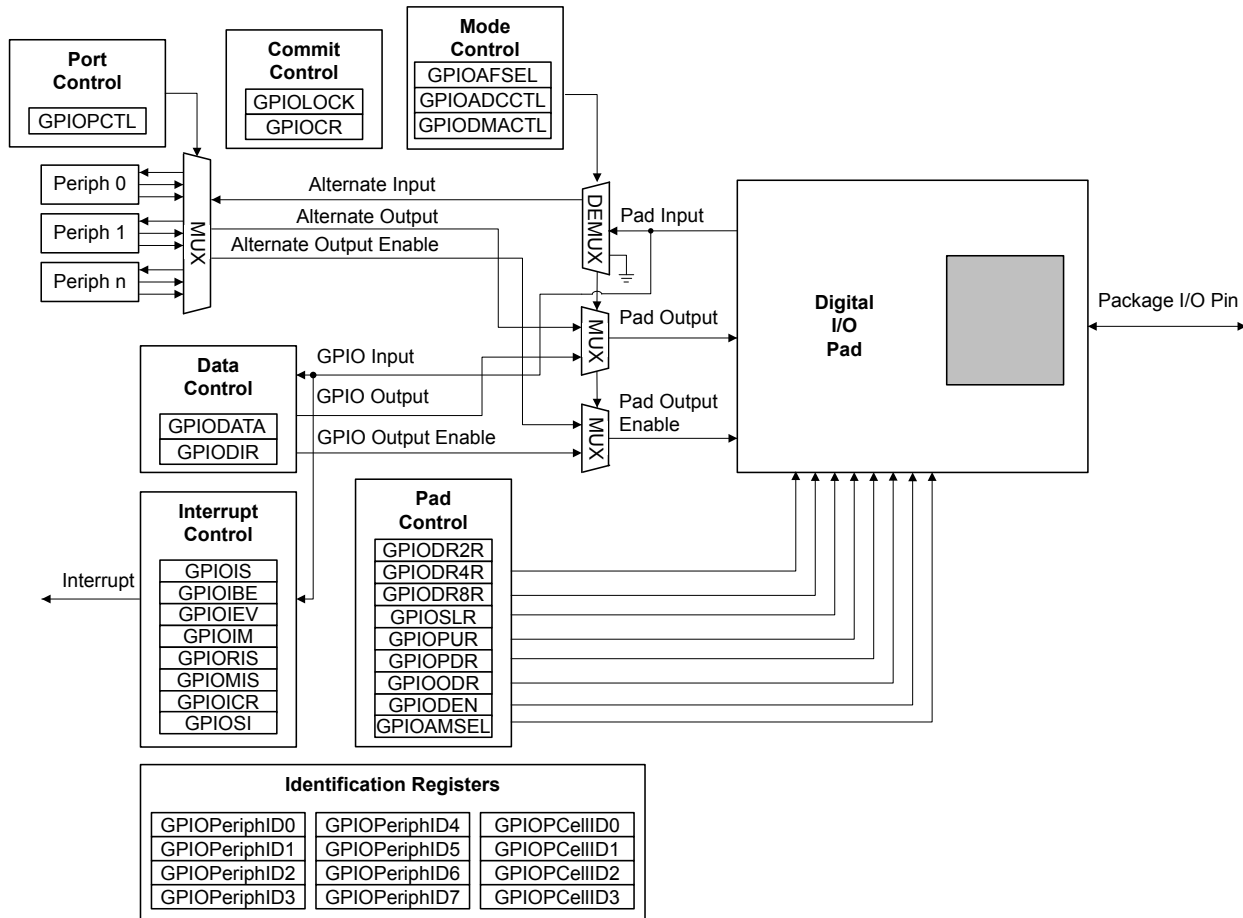 Port
Control
GPIOPCTL
Commit
Control
GPIOLOCK
GPIOCR
Mode
Control
GPIOAFSEL
GPIOADCCTL
GPIODMACTL
Periph 0
Periph 1
Periph n
MUX
Alternate Input
Alternate Output
Alternate Output Enable
DEMUX
Pad Input
MUX
Pad Output
MUX
Pad Output
Enable
Digital
I/O
Pad
Package I/O Pin
Data
Control
GPIODATA
GPIODIR
GPIO Input
GPIO Output
GPIO Output Enable
Interrupt
Control
GPIOIS
GPIOIBE
GPIOIEV
GPIOIM
GPIORIS
GPIOMIS
GPIOICR
GPIOSI
Interrupt
Pad
Control
GPIODR2R
GPIODR4R
GPIODR8R
GPIOSLR
GPIOPUR
GPIOPDR
GPIOODR
GPIODEN
GPIOAMSEL
Identification Registers
GPIOPeriphID0
GPIOPeriphID1
GPIOPeriphID2
GPIOPeriphID3
GPIOPeriphID4
GPIOPeriphID5
GPIOPeriphID6
GPIOPeriphID7
GPIOPCellID0
GPIOPCellID1
GPIOPCellID2
GPIOPCellID3